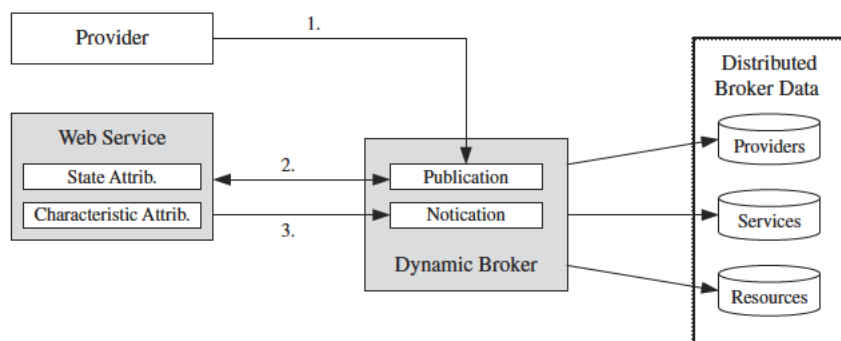 Provider
1.
Distributed
Broker Data
Providers
Web Service
State Attrib.
2.
Publication
Characteristic Attrib.
3.
Notication
Services
Dynamic Broker
Resources